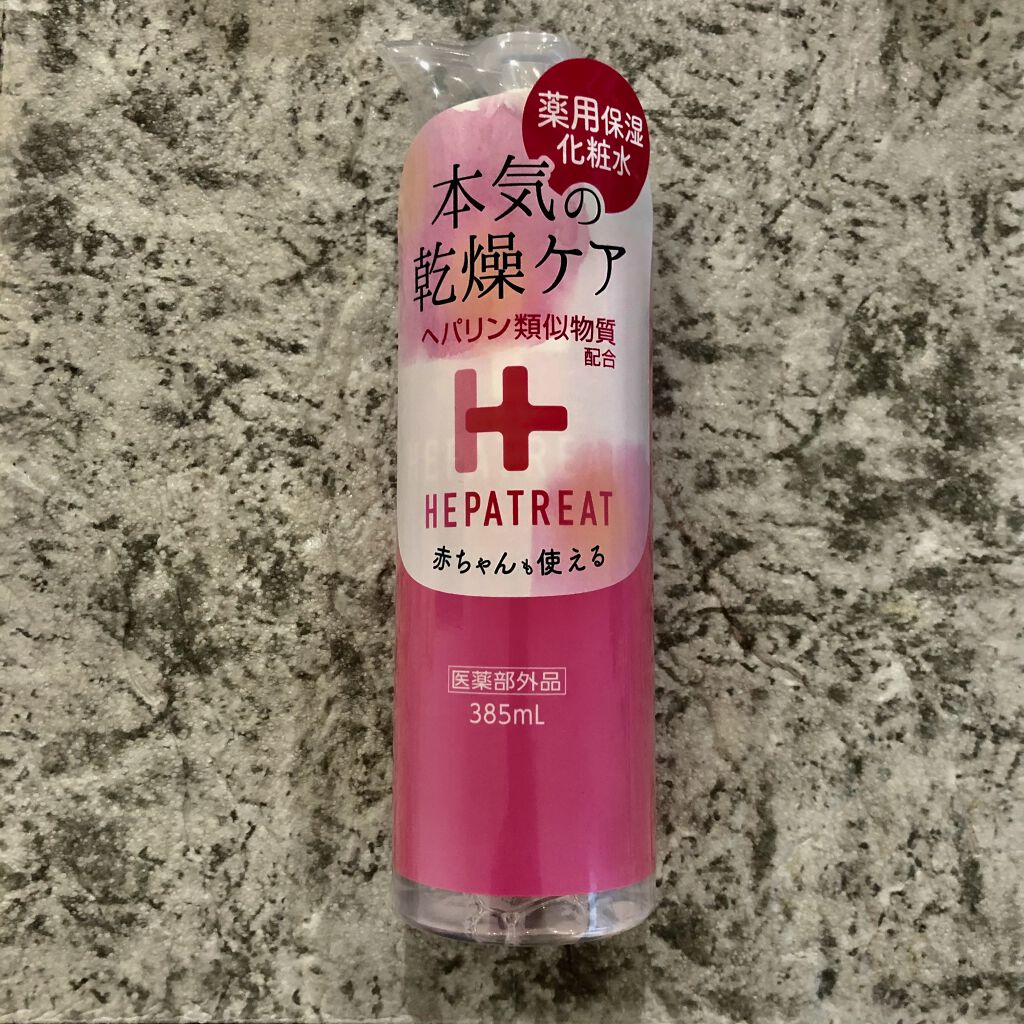 薬用保湿
化粧水
本気の
乾燥ケア
ヘパリン類似物質
配合
HEPATREAT
赤ちゃんも使える
医薬部外品
385mL